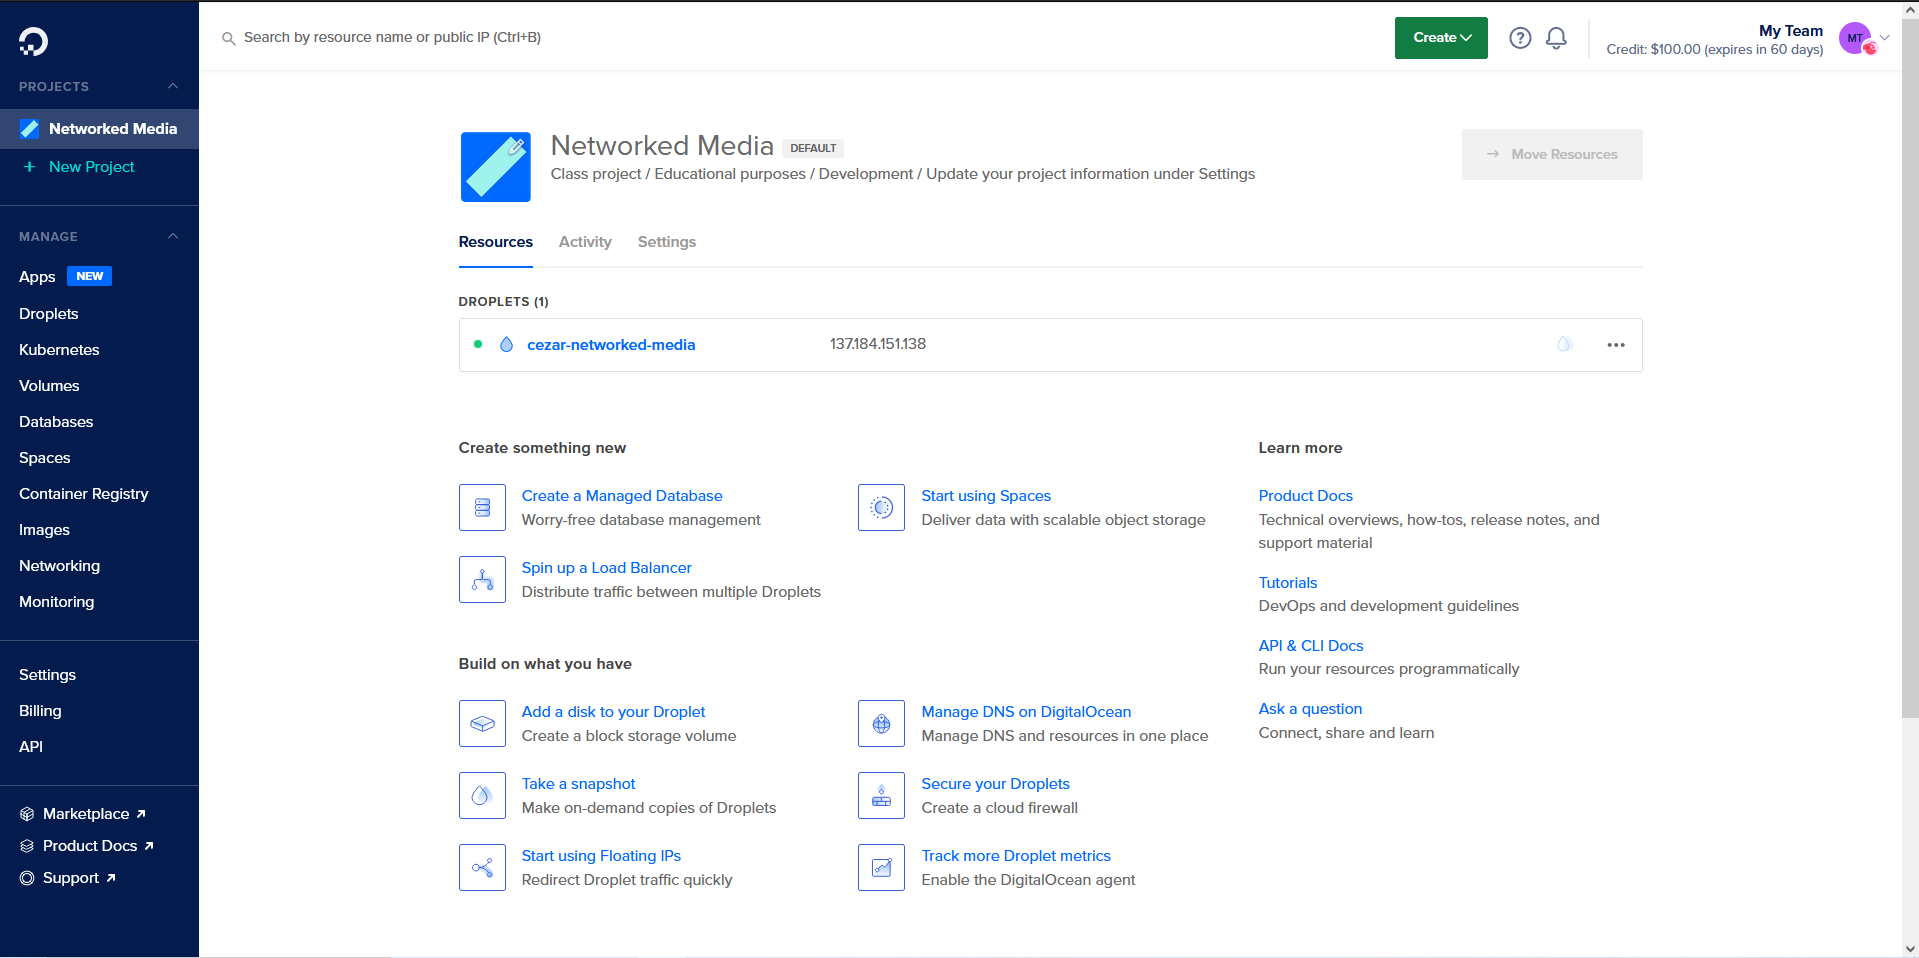 Search by resource name or public IP (Ctrl+B)
Create
My Team
Credit: $100.00 (expires in 60 days)
MT
PROJECTS
Networked Media
+ New Project
MANAGE
Apps NEW
Droplets
Kubernetes
Volumes
Databases
Spaces
Container Registry
Images
Networking
Monitoring
Settings
Billing
API
Marketplace
Product Docs
Support
Networked Media DEFAULT
Class project / Educational purposes / Development / Update your project information under Settings
→ Move Resources
Resources Activity Settings
DROPLETS (1)
cezar-networked-media 137.184.151.138
Create something new
Create a Managed Database
Worry-free database management
Start using Spaces
Deliver data with scalable object storage
Spin up a Load Balancer
Distribute traffic between multiple Droplets
Build on what you have
Add a disk to your Droplet
Create a block storage volume
Manage DNS on DigitalOcean
Manage DNS and resources in one place
Take a snapshot
Make on-demand copies of Droplets
Secure your Droplets
Create a cloud firewall
Start using Floating IPs
Redirect Droplet traffic quickly
Track more Droplet metrics
Enable the DigitalOcean agent
Learn more
Product Docs
Technical overviews, how-tos, release notes, and
support material
Tutorials
DevOps and development guidelines
API & CLI Docs
Run your resources programmatically
Ask a question
Connect, share and learn